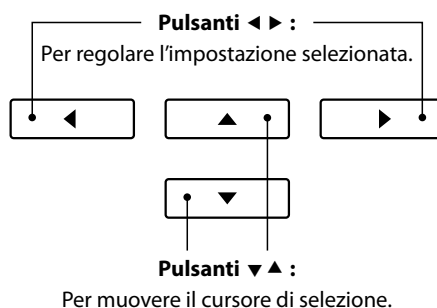 Pulsanti ◀ ▶ :
Per regolare l'impostazione selezionata.
Pulsanti ▼ ▲ :
Per muovere il cursore di selezione.